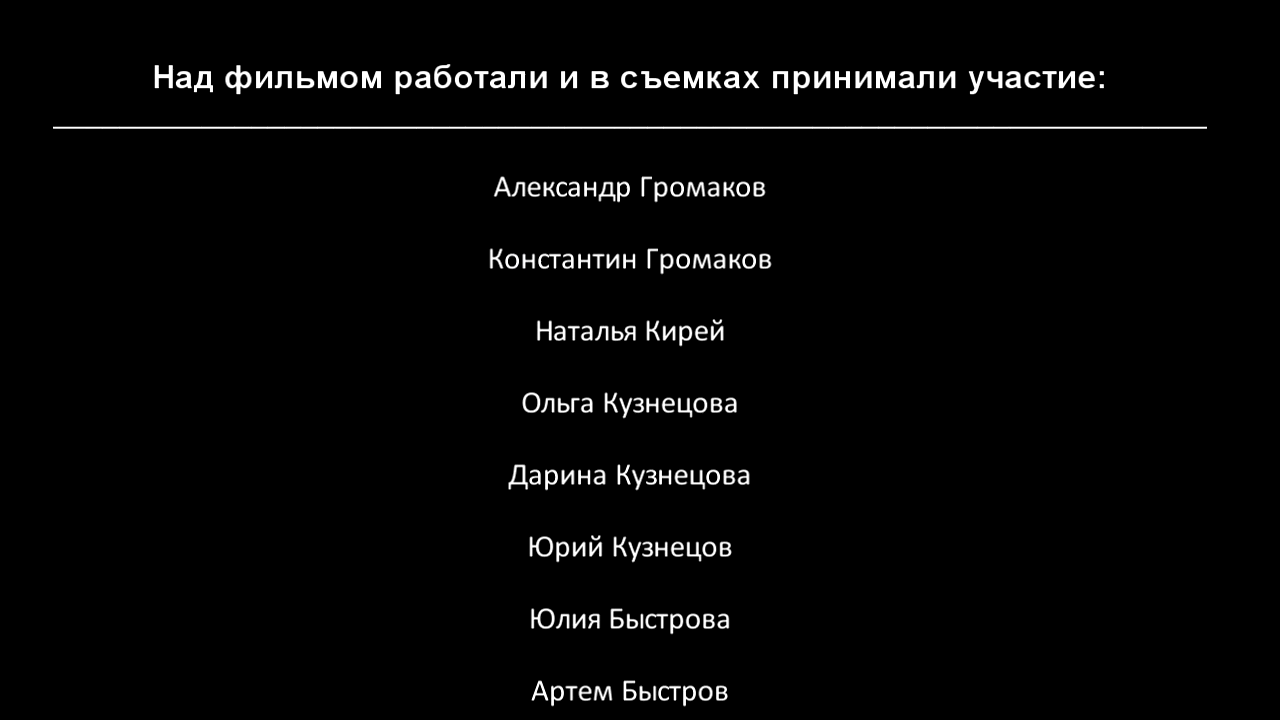 Над фильмом работали и в съемках принимали участие:
Александр Громаков
Константин Громаков
Наталья Кирей
Ольга Кузнецова
Дарина Кузнецова
Юрий Кузнецов
Юлия Быстрова
Артем Быстров